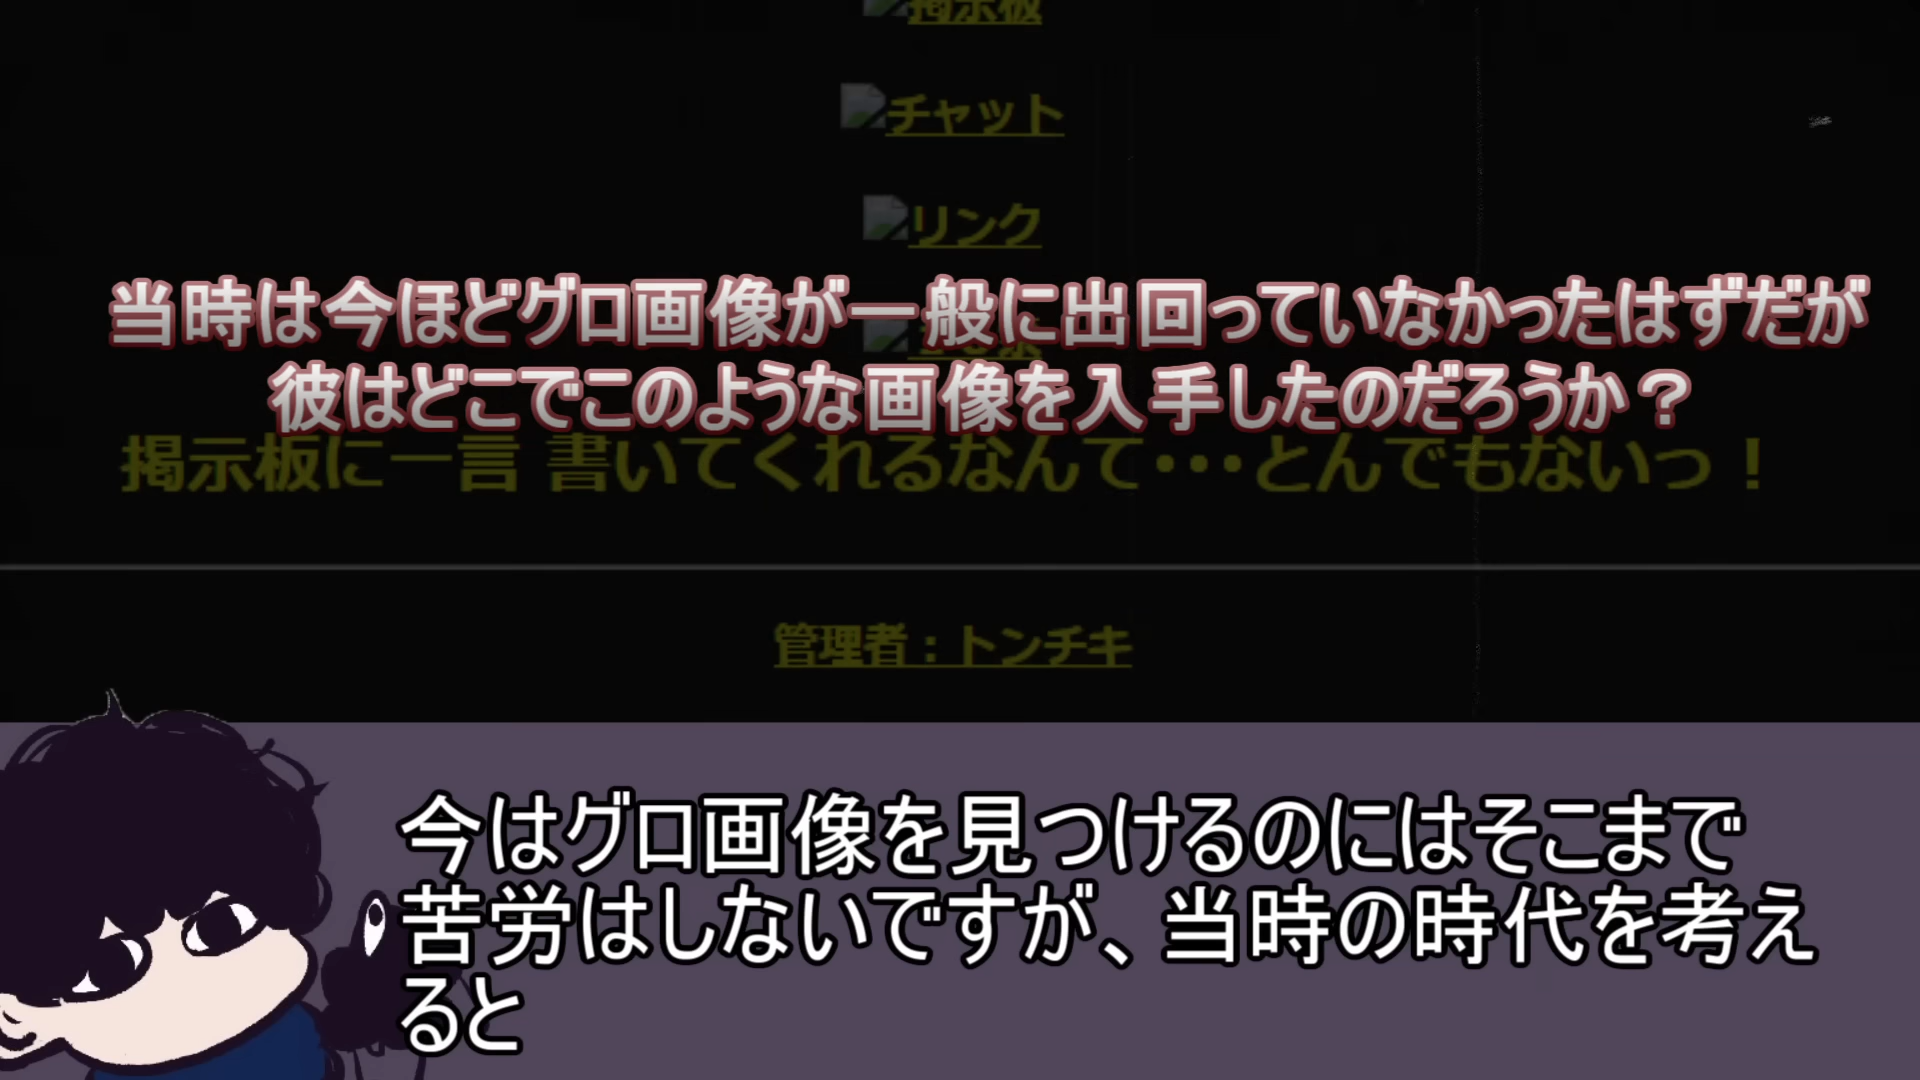 掲示板
チャット
リンク
当時は今ほどグロ画像が一般に出回っていなかったはずだが
彼はどこでこのような画像を入手したのだろうか？
掲示板に一言 書いてくれるなんて･･･とんでもないっ！
管理者：トンチキ
今はグロ画像を見つけるのにはそこまで
苦労はしないですが、当時の時代を考え
ると